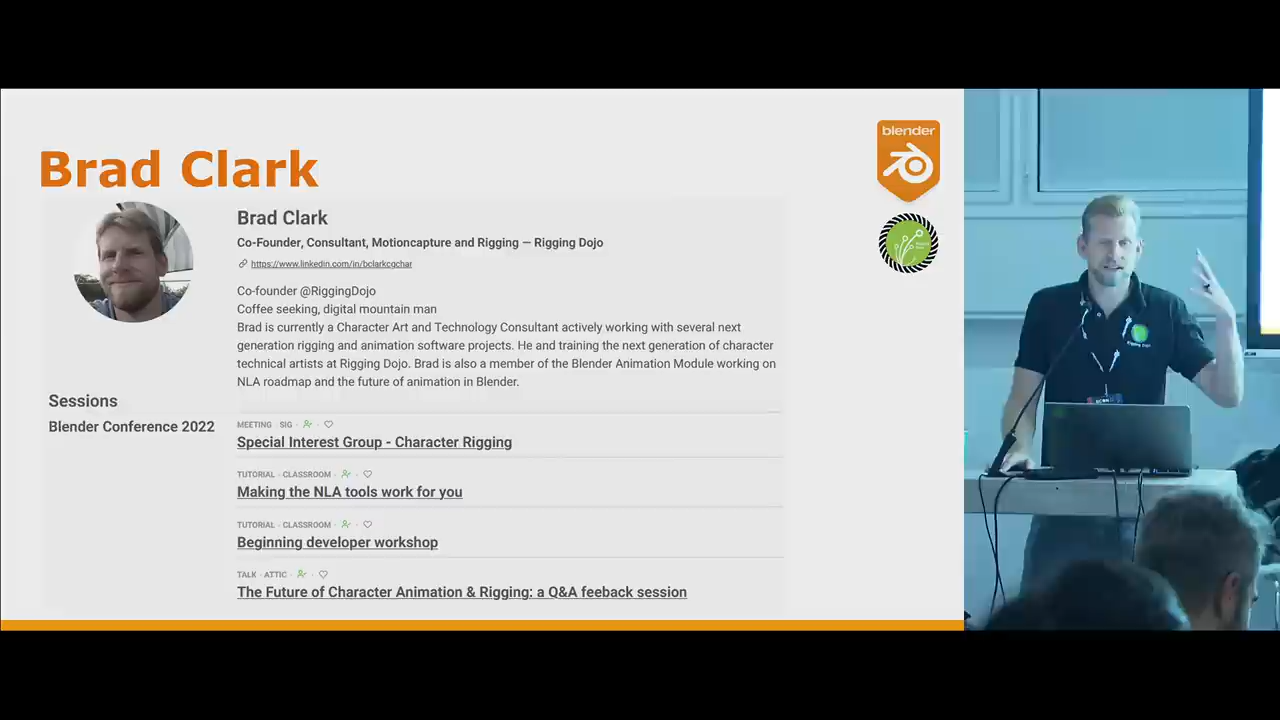 Brad Clark
blender
Brad Clark
Co-Founder, Consultant, Motioncapture and Rigging — Rigging Dojo
https://www.linkedin.com/in/bclarkcgchar
Co-founder @RiggingDojo
Coffee seeking, digital mountain man
Brad is currently a Character Art and Technology Consultant actively working with several next
generation rigging and animation software projects. He and training the next generation of character
technical artists at Rigging Dojo. Brad is also a member of the Blender Animation Module working on
NLA roadmap and the future of animation in Blender.
Sessions
Blender Conference 2022
MEETING · SIG ·
Special Interest Group - Character Rigging
TUTORIAL · CLASSROOM ·
Making the NLA tools work for you
TUTORIAL · CLASSROOM ·
Beginning developer workshop
TALK · ATTIC ·
The Future of Character Animation & Rigging: a Q&A feeback session
Rigging Dojo